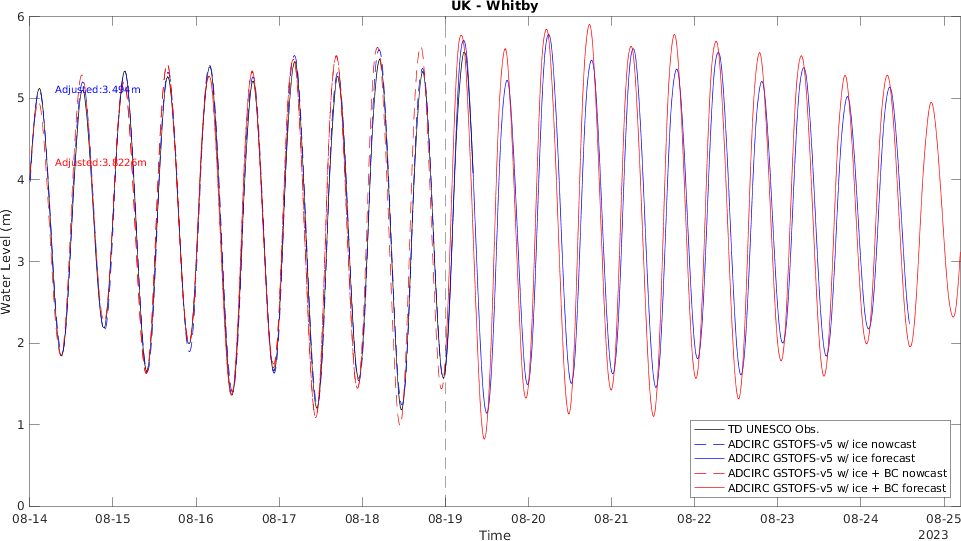 UK - Whitby
6
5
4
3
2
1
0
Water Level (m)
Adjusted:3.494m
Adjusted:3.8226m
TD UNESCO Obs.
ADCIRC GSTOFS-v5 w/ ice nowcast
ADCIRC GSTOFS-v5 w/ ice forecast
ADCIRC GSTOFS-v5 w/ ice + BC nowcast
ADCIRC GSTOFS-v5 w/ ice + BC forecast
08-14 08-15 08-16 08-17 08-18 08-19 08-20 08-21 08-22 08-23 08-24 08-25
Time
2023